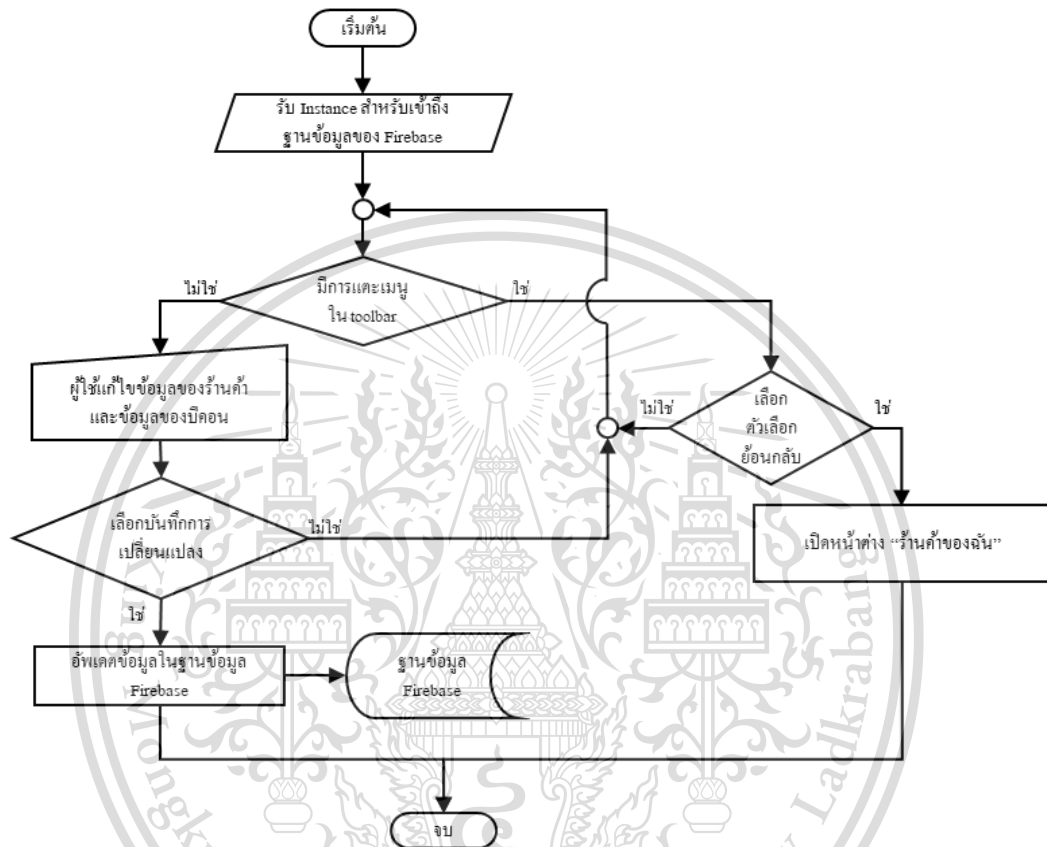 เริ่มต้น
รับ Instance สำหรับเข้าถึง
ฐานข้อมูลของ Firebase
มีการแตะเมนู
ใน toolbar
ไม่ใช่
ใช่
ผู้ใช้แก้ไขข้อมูลของร้านค้า
และข้อมูลของบีคอน
เลือก
ตัวเลือก
ย้อนกลับ
ไม่ใช่
ใช่
เลือกบันทึกการ
เปลี่ยนแปลง
ไม่ใช่
ใช่
เปิดหน้าต่าง “ร้านค้าของฉัน”
อัพเดตข้อมูลในฐานข้อมูล
Firebase
ฐานข้อมูล
Firebase
จบ
Ladkrabang